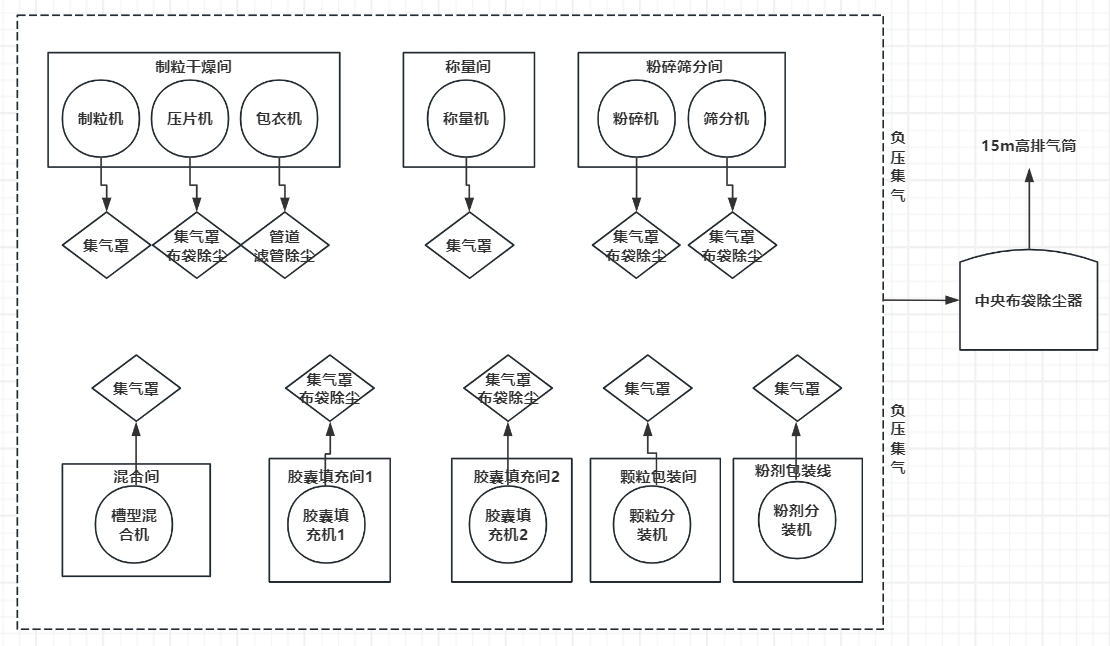 制粒干燥间
制粒机
压片机
包衣机
称量间
称量机
粉碎筛分间
粉碎机
筛分机
集气罩
集气罩
布袋除尘
管道
滤管除尘
集气罩
集气罩
布袋除尘
集气罩
布袋除尘
负
压
集
气
15m高排气筒
中央布袋除尘器
集气罩
集气罩
布袋除尘
集气罩
布袋除尘
集气罩
集气罩
负
压
集
气
混合间
槽型混
合机
胶囊填充间1
胶囊填
充机1
胶囊填充间2
胶囊填
充机2
颗粒包装间
颗粒分
装机
粉剂包装线
粉剂分
装机